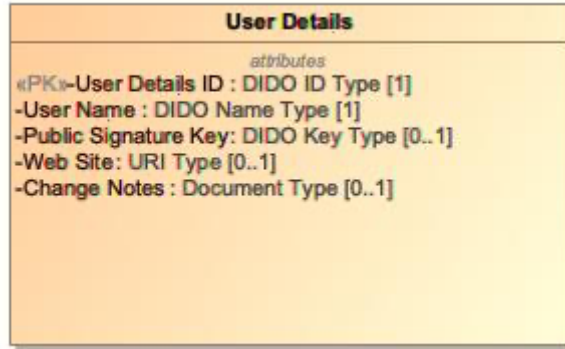 User Details
attributes
«PK»-User Details ID : DIDO ID Type [1]
-User Name : DIDO Name Type [1]
-Public Signature Key: DIDO Key Type [0..1]
-Web Site: URI Type [0..1]
-Change Notes : Document Type [0..1]